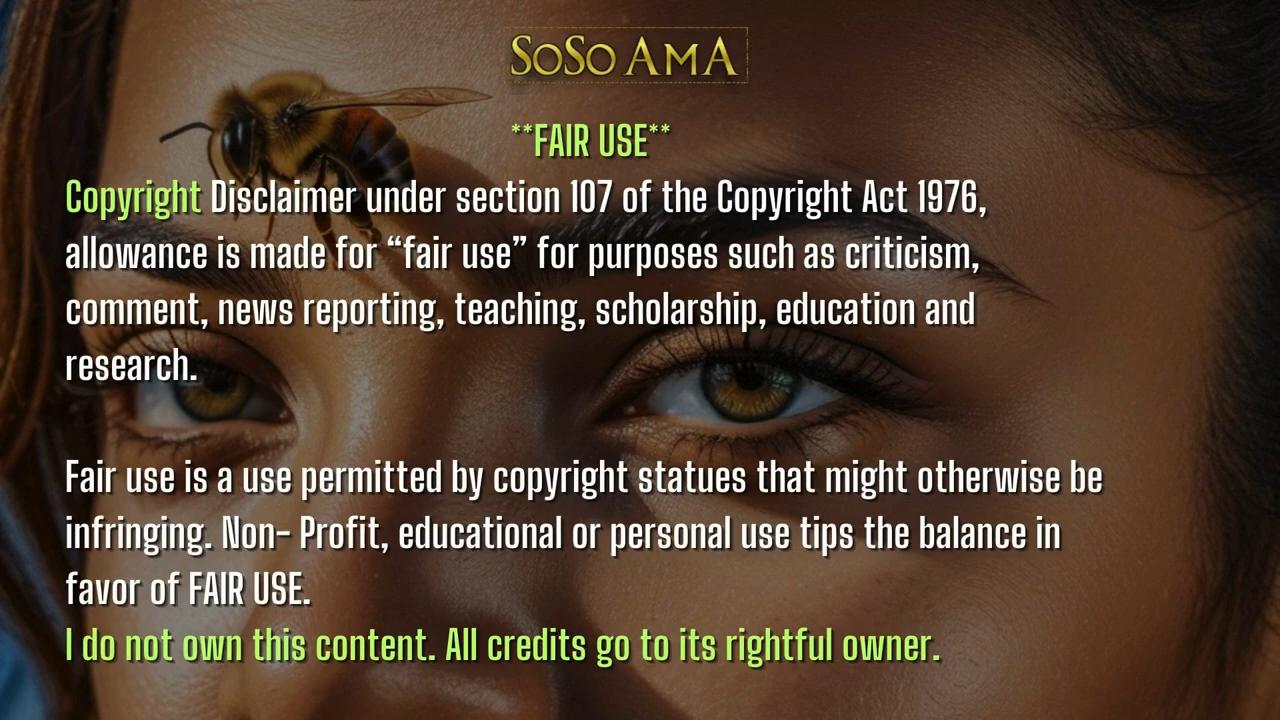 SOSO AMA
**FAIR USE**
Copyright Disclaimer under section 107 of the Copyright Act 1976,
allowance is made for “fair use” for purposes such as criticism,
comment, news reporting, teaching, scholarship, education and
research.
Fair use is a use permitted by copyright statues that might otherwise be
infringing. Non- Profit, educational or personal use tips the balance in
favor of FAIR USE.
I do not own this content. All credits go to its rightful owner.